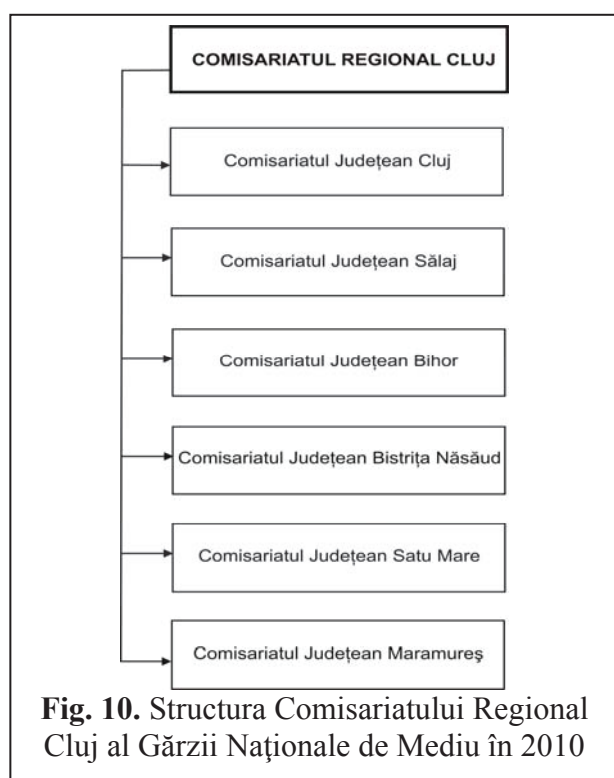 COMISARIATUL REGIONAL CLUJ
Comisariatul Județean Cluj
Comisariatul Județean Sălaj
Comisariatul Județean Bihor
Comisariatul Județean Bistrița Năsăud
Comisariatul Județean Satu Mare
Comisariatul Județean Maramureş
Fig. 10. Structura Comisariatului Regional
Cluj al Gărzii Naţionale de Mediu în 2010